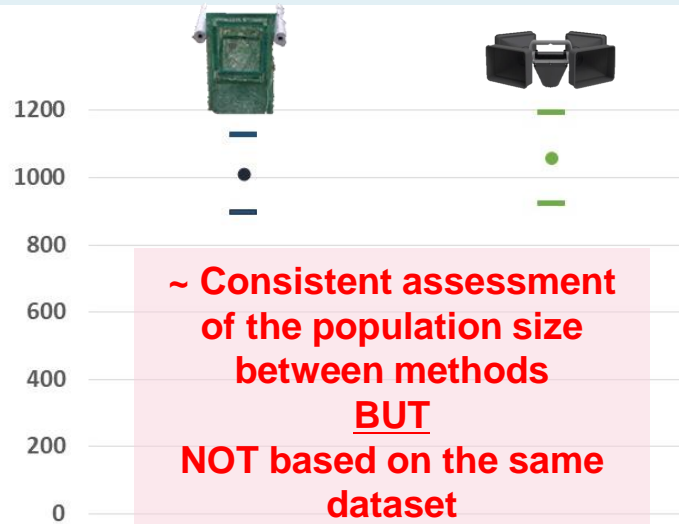 1200
1000
800
600
400
200
0
~ Consistent assessment
of the population size
between methods
BUT
NOT based on the same
dataset